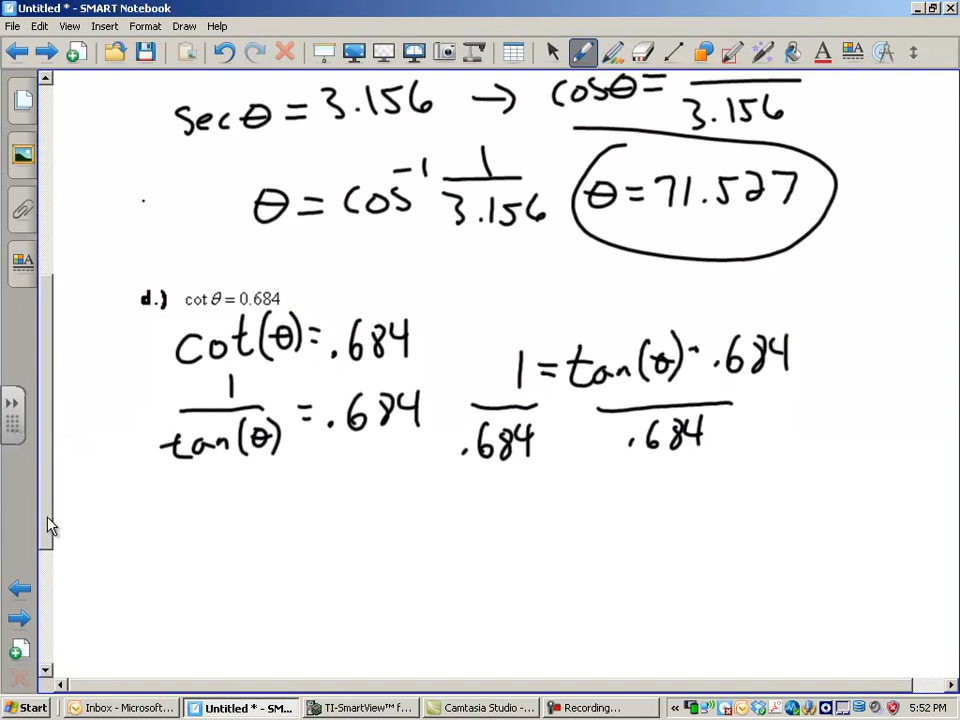 Untitled * - SMART Notebook
File Edit View Insert Format Draw Help
sec θ = 3.156 → cos θ = / 3.156
θ = cos⁻¹ 1/3.156 θ = 71.527
d.) cot θ = 0.684
cot(θ) = .684
1 = tan(θ) · .684
1/tan(θ) = .684
.684 .684
Start Inbox - Microsoft... Untitled * - SM... TI-SmartView™ f... Camtasia Studio -... Recording... « 5:52 PM